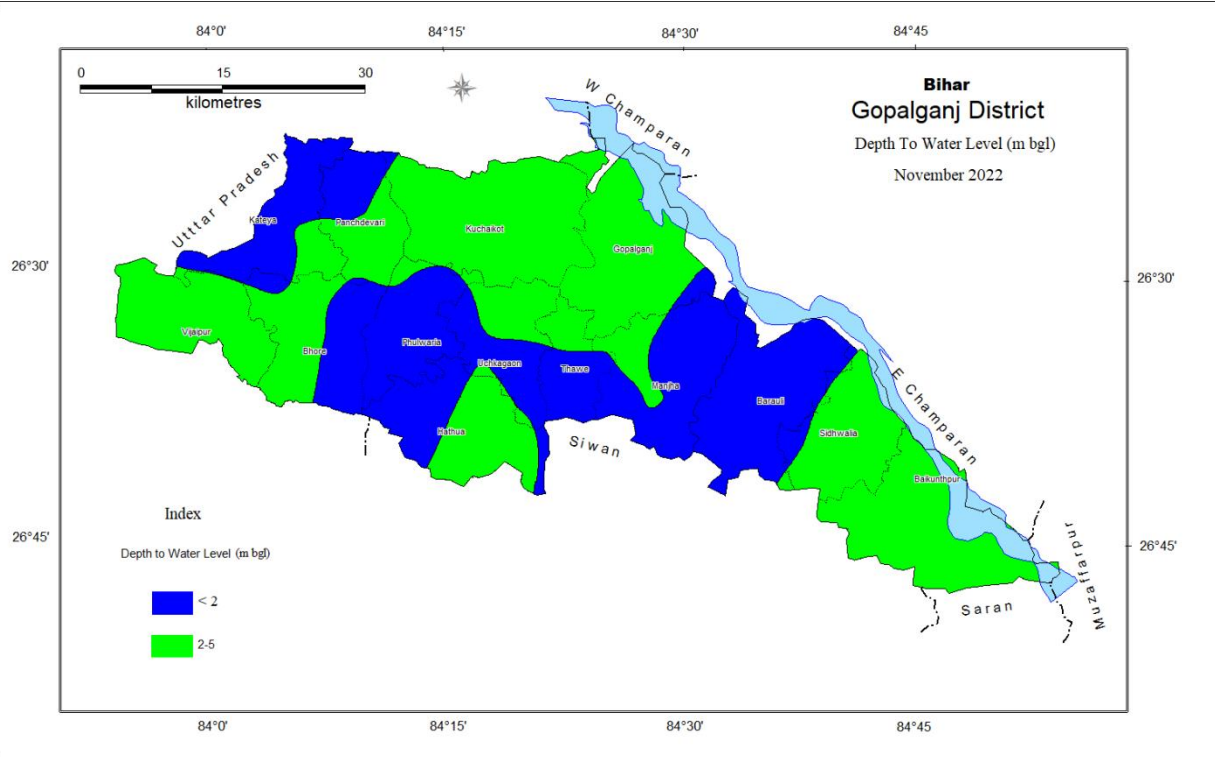 84°0'
84°15'
84°30'
84°45
0 15 30
kilometres
Bihar
Gopalganj District
Depth To Water Level (m bgl)
November 2022
W Champaran
Utttar Pradesh
Kateya
Panchdevari
Kuchaikot
Gopalganj
26°30'
26°30'
Vijaipur
Bhore
Phulwaria
Uchkagaon
Thawe
Manjha
Barauli
E Champaran
Hathua
Siwan
Sidhwalia
Baikunthpur
Index
26°45'
26°45'
Depth to Water Level (m bgl)
< 2
2-5
Saran
Muzaffarpur
84°0'
84°15'
84°30'
84°45